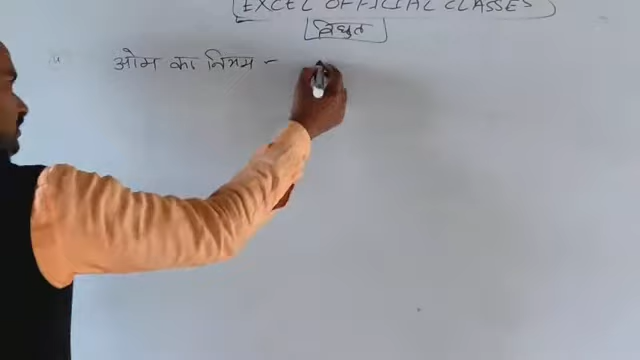 EXCEL OFFICIAL CLASSES
विधुत
ओम का नियम -